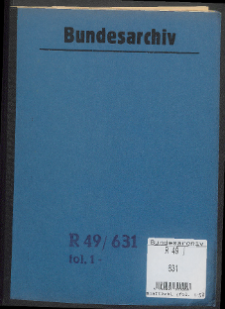 Bundesarchiv
R 49/631
fol. 1-
Bundesarchiv
R 49 /
631